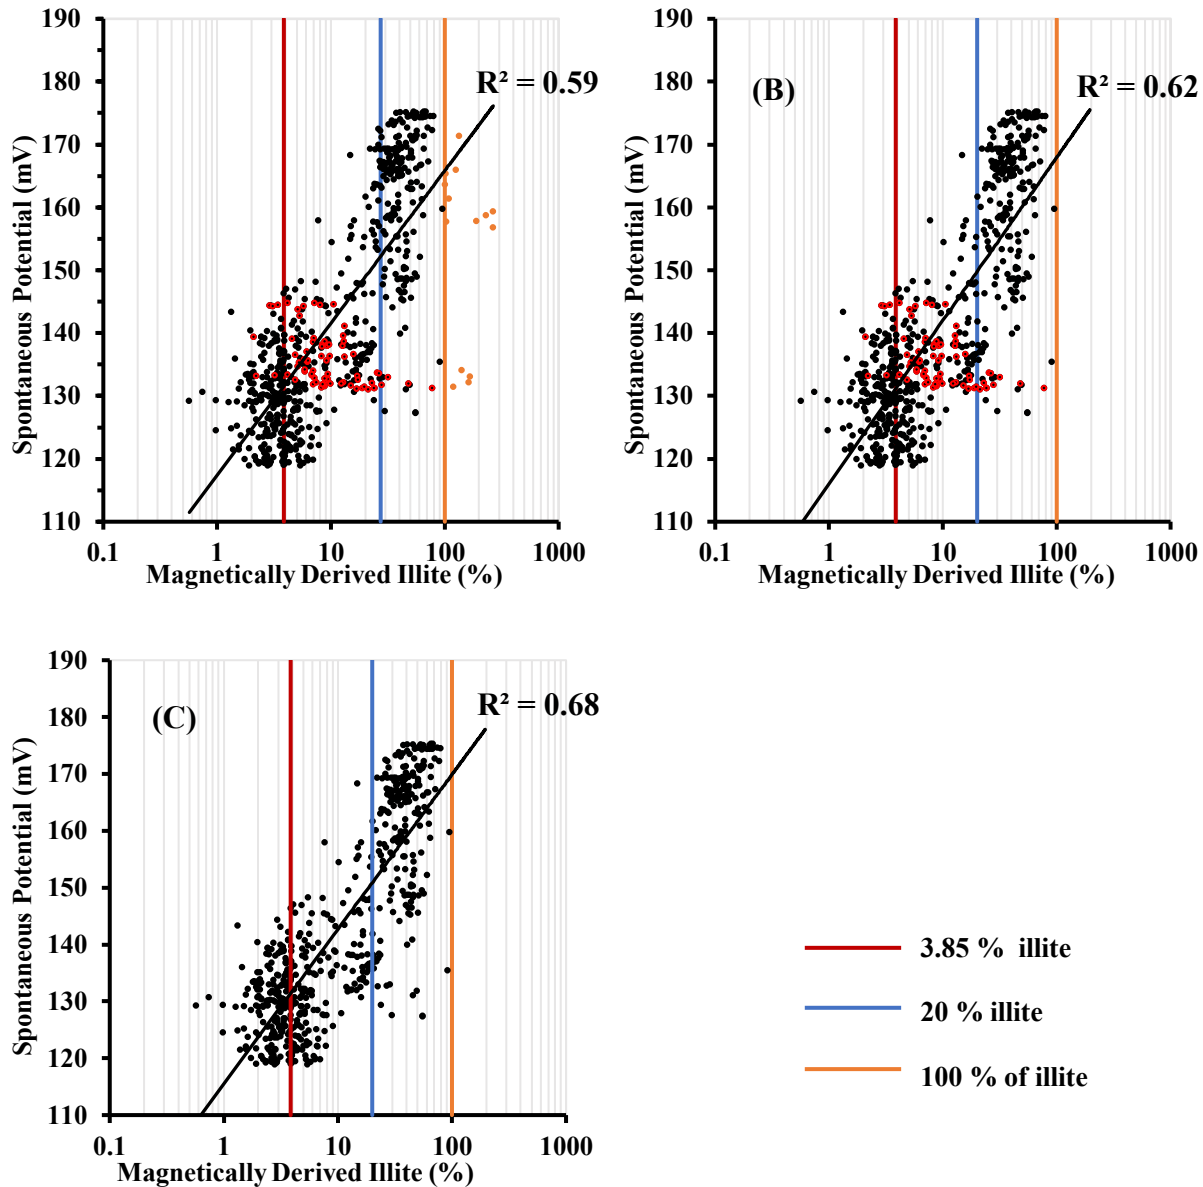 190
180
170
160
150
140
130
120
110
Spontaneous Potential (mV)
R² = 0.59
0.1 1 10 100 1000
Magnetically Derived Illite (%)
190
180
170
160
150
140
130
120
110
Spontaneous Potential (mV)
(B)
R² = 0.62
0.1 1 10 100 1000
Magnetically Derived Illite (%)
190
180
170
160
150
140
130
120
110
Spontaneous Potential (mV)
(C)
R² = 0.68
0.1 1 10 100 1000
Magnetically Derived Illite (%)
3.85 % illite
20 % illite
100 % of illite